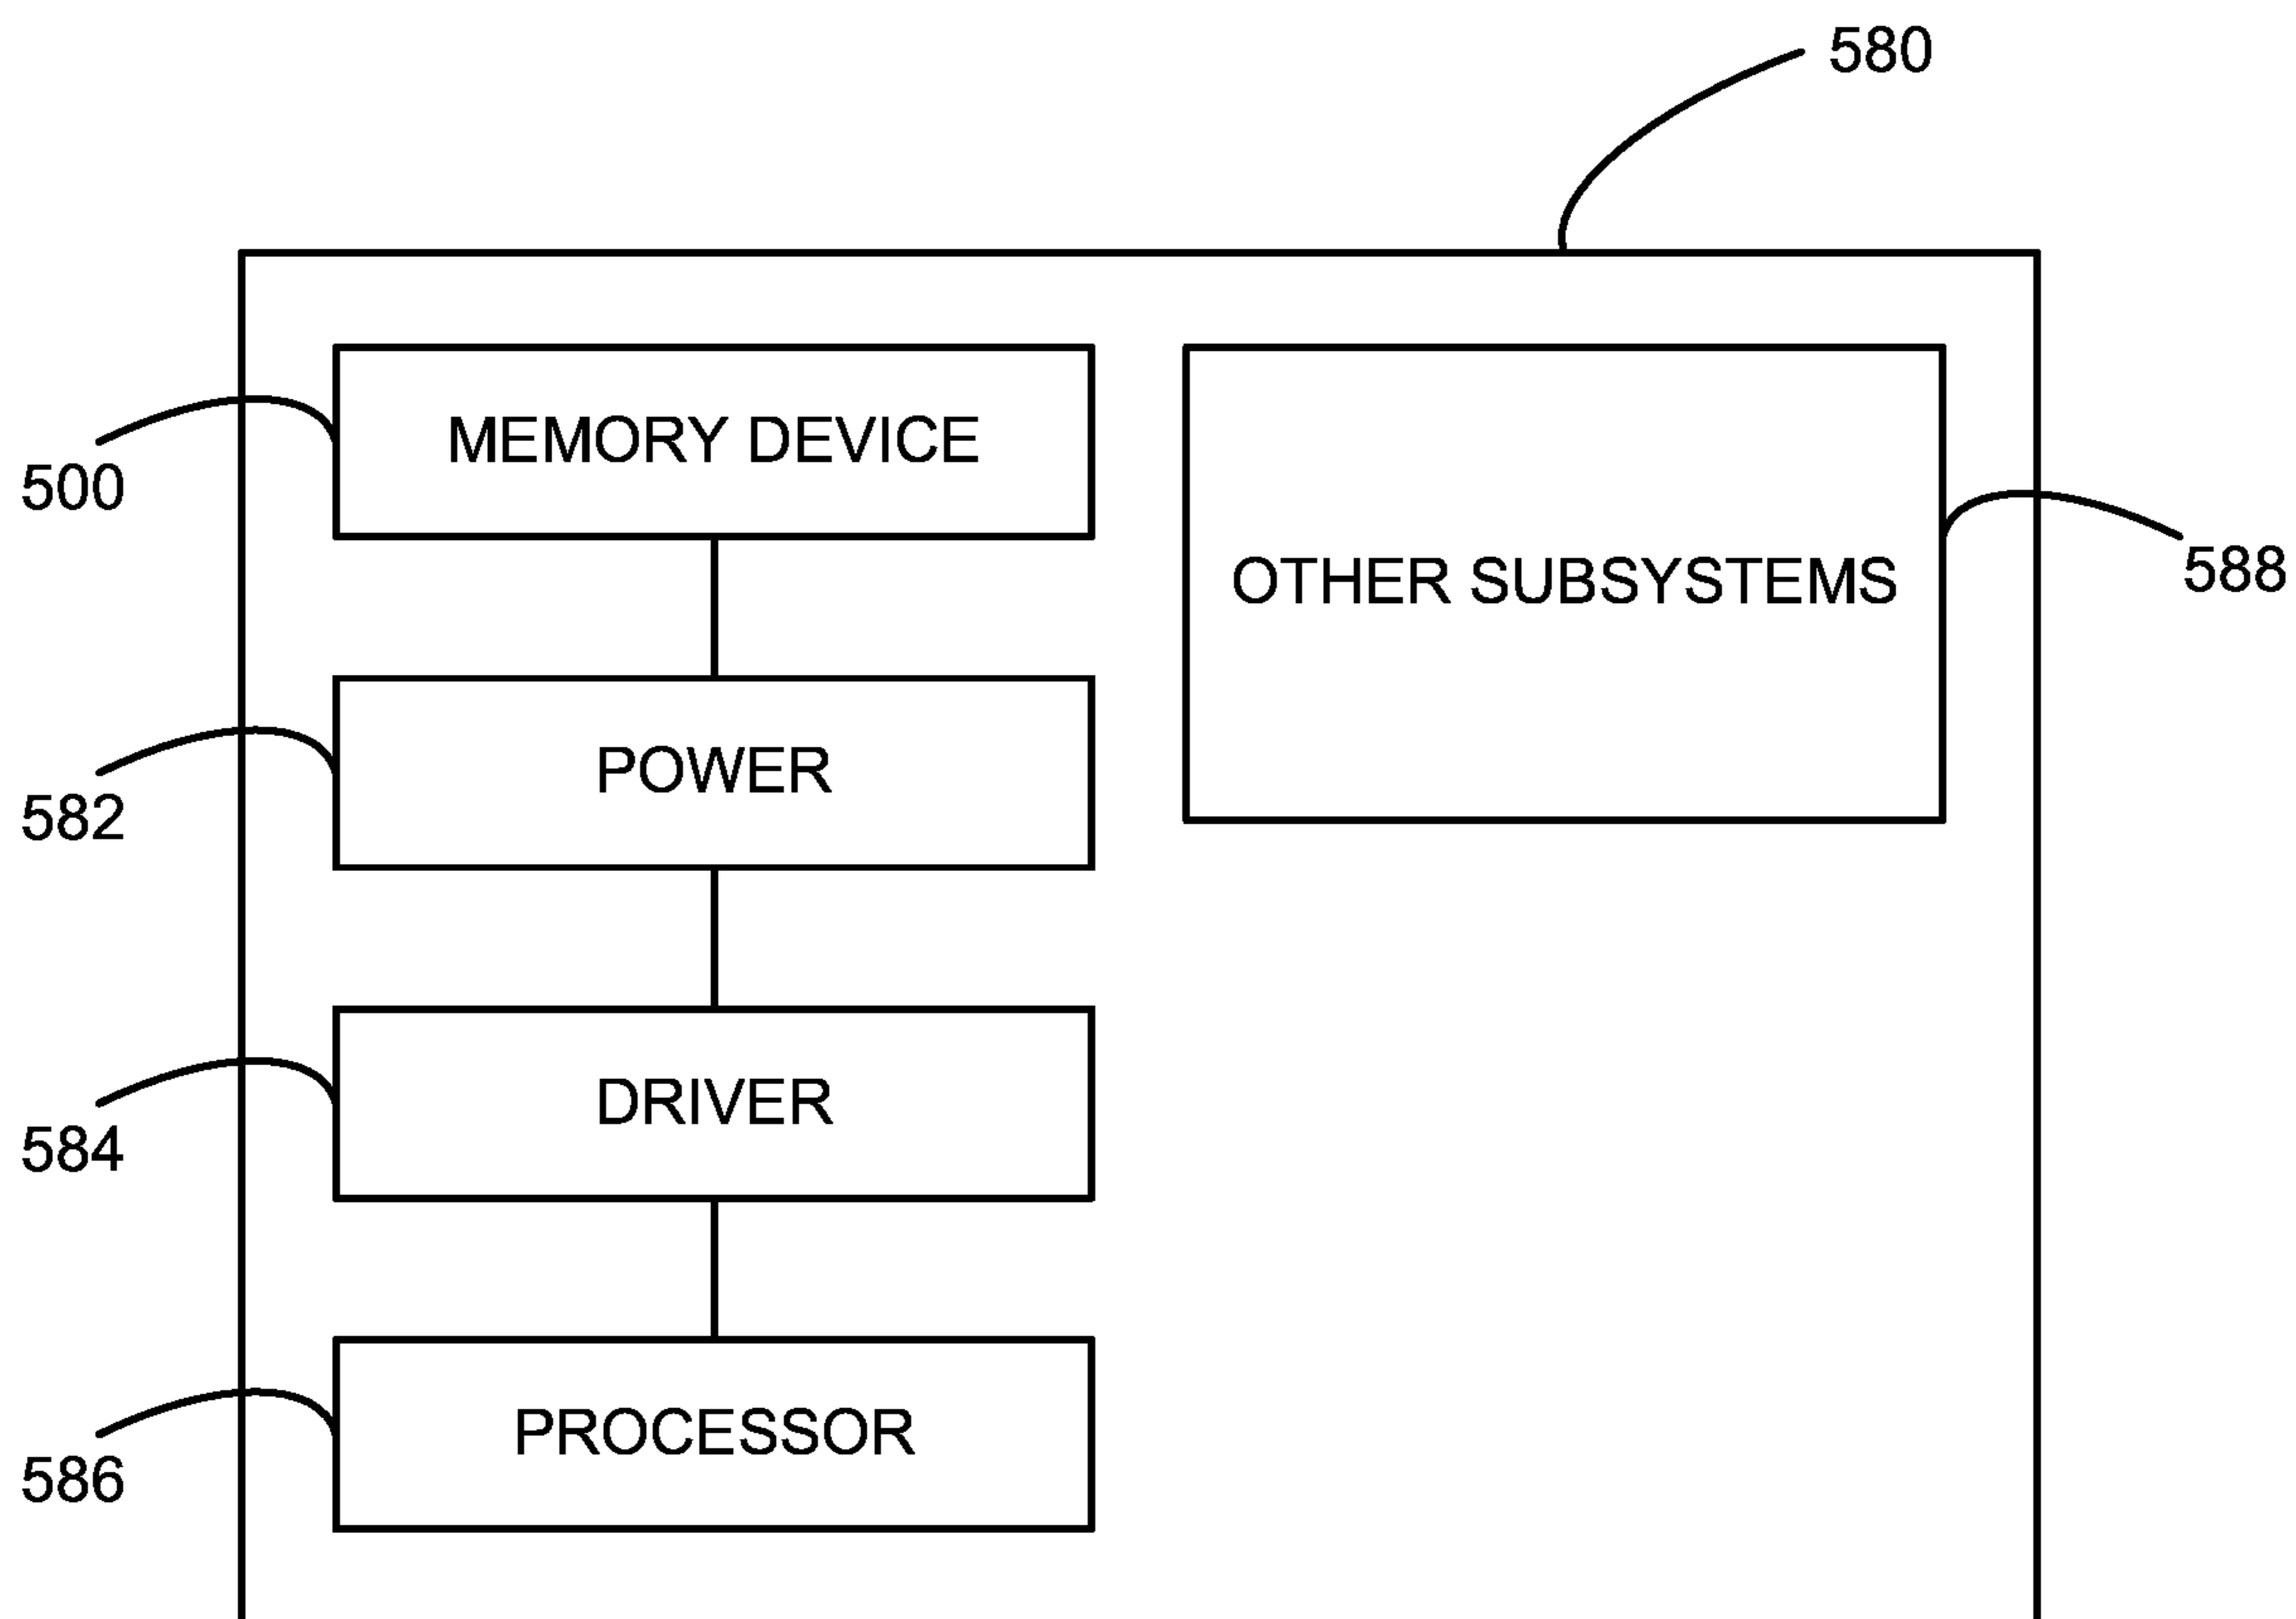 580
MEMORY DEVICE
500
OTHER SUBSYSTEMS
588
POWER
582
DRIVER
584
PROCESSOR
586